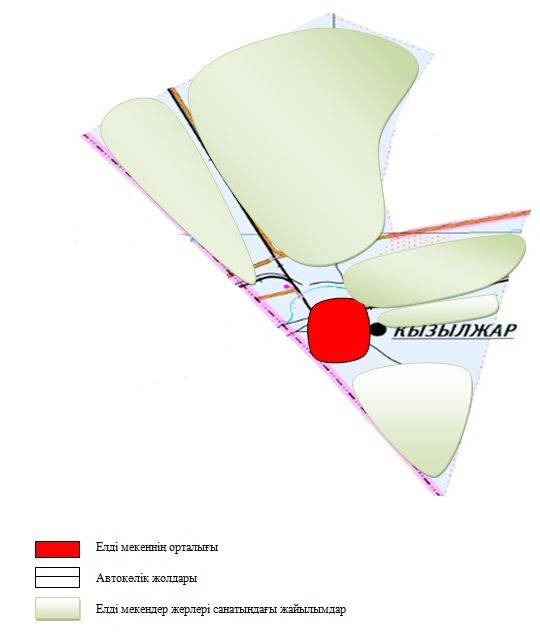 КЫЗЫЛЖАР
Елді мекеннің орталығы
Автокөлік жолдары
Елді мекендер жерлері санатындағы жайылымдар